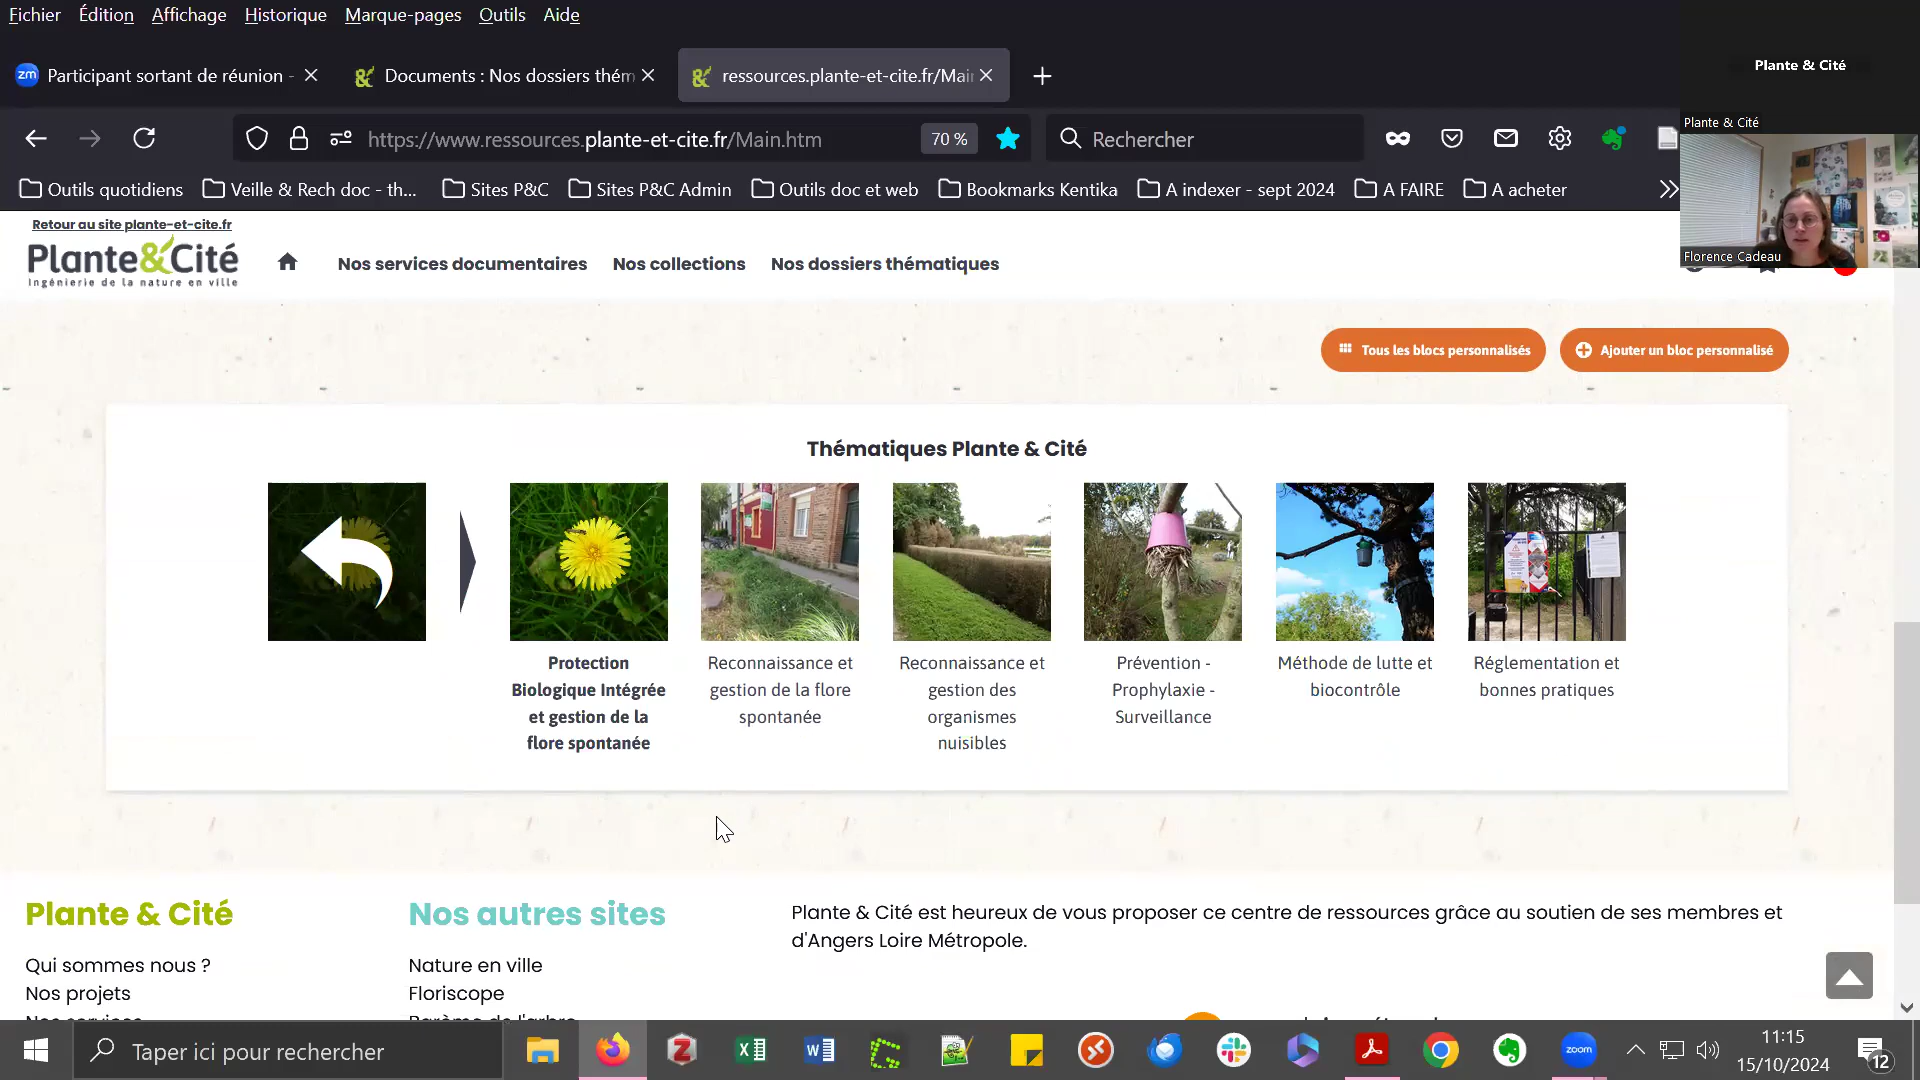 Fichier Édition Affichage Historique Marque-pages Outils Aide
Participant sortant de réunion -
Documents : Nos dossiers thém
ressources.plante-et-cite.fr/Mai
Plante & Cité
https://www.ressources.plante-et-cite.fr/Main.htm
70 %
Rechercher
Plante & Cité
Outils quotidiens
Veille & Rech doc - th...
Sites P&C
Sites P&C Admin
Outils doc et web
Bookmarks Kentika
A indexer - sept 2024
A FAIRE
A acheter
Florence Cadeau
Retour au site plante-et-cite.fr
Plante&Cité
Ingénierie de la nature en ville
Nos services documentaires
Nos collections
Nos dossiers thématiques
Tous les blocs personnalisés
Ajouter un bloc personnalisé
Thématiques Plante & Cité
Protection
Biologique Intégrée
et gestion de la
flore spontanée
Reconnaissance et
gestion de la flore
spontanée
Reconnaissance et
gestion des
organismes
nuisibles
Prévention -
Prophylaxie -
Surveillance
Méthode de lutte et
biocontrôle
Réglementation et
bonnes pratiques
Plante & Cité
Qui sommes nous ?
Nos projets
Nos services
Nos autres sites
Nature en ville
Floriscope
Barème de l'arbre
Plante & Cité est heureux de vous proposer ce centre de ressources grâce au soutien de ses membres et
d'Angers Loire Métropole.
Taper ici pour rechercher
zoom
11:15
15/10/2024
12